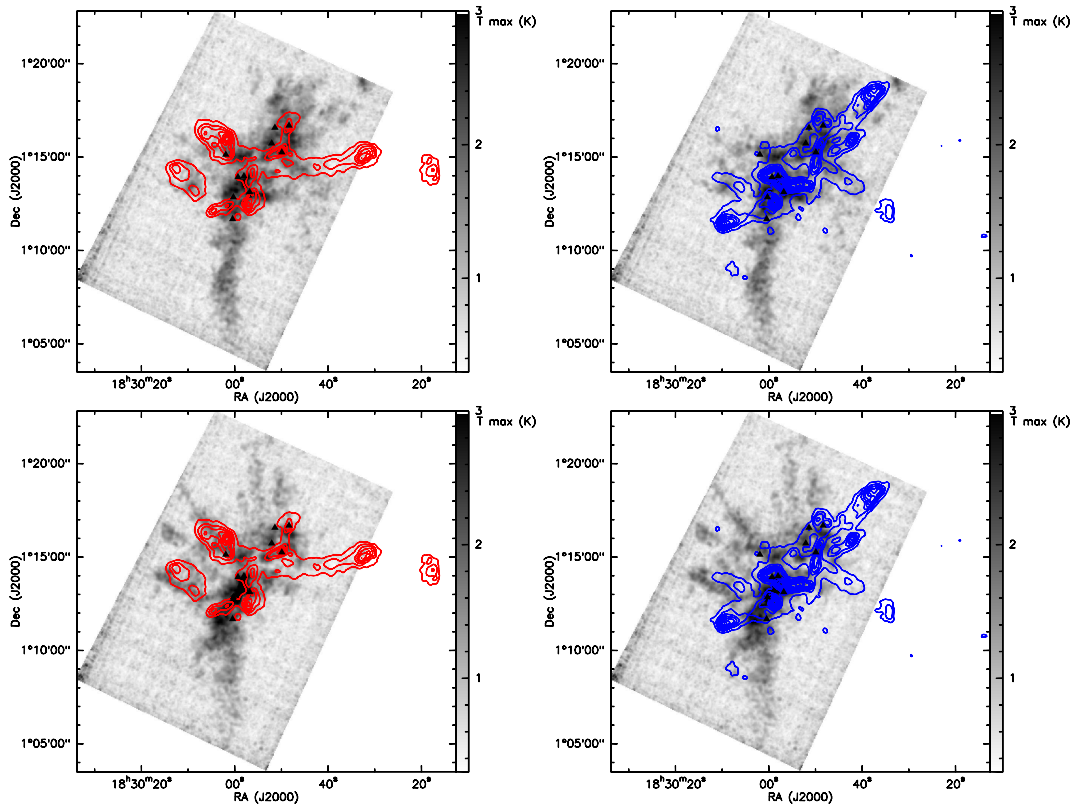 3
T max (K)
1°20'00"
2
1°15'00"
Dec (J2000)
1°10'00"
1
1°05'00"
18ʰ30ᵐ20ˢ 00ˢ 40ˢ 20ˢ
RA (J2000)
3
T max (K)
1°20'00"
2
1°15'00"
Dec (J2000)
1°10'00"
1
1°05'00"
18ʰ30ᵐ20ˢ 00ˢ 40ˢ 20ˢ
RA (J2000)
3
T max (K)
1°20'00"
2
1°15'00"
Dec (J2000)
1°10'00"
1
1°05'00"
18ʰ30ᵐ20ˢ 00ˢ 40ˢ 20ˢ
RA (J2000)
3
T max (K)
1°20'00"
2
1°15'00"
Dec (J2000)
1°10'00"
1
1°05'00"
18ʰ30ᵐ20ˢ 00ˢ 40ˢ 20ˢ
RA (J2000)